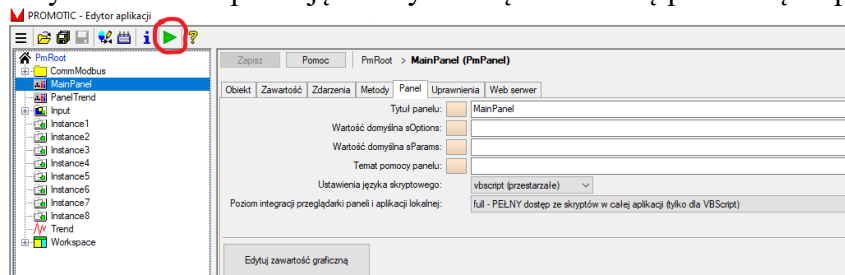 PROMOTIC - Edytor aplikacji
Zapisz Pomoc PmRoot > MainPanel (PmPanel)
PmRoot
CommModbus
MainPanel
PanelTrend
Input
Instance1
Instance2
Instance3
Instance4
Instance5
Instance6
Instance7
Instance8
Trend
Workspace
Obiekt Zawartość Zdarzenia Metody Panel Uprawnienia Web serwer
Tytuł panelu: MainPanel
Wartość domyślna sOptions:
Wartość domyślna sParams:
Temat pomocy panelu:
Ustawienia języka skryptowego: vbscript (przestarzałe)
Poziom integracji przeglądarki paneli i aplikacji lokalnej: full - PEŁNY dostęp ze skryptów w całej aplikacji (tylko dla VBScript)
Edytuj zawartość graficzną